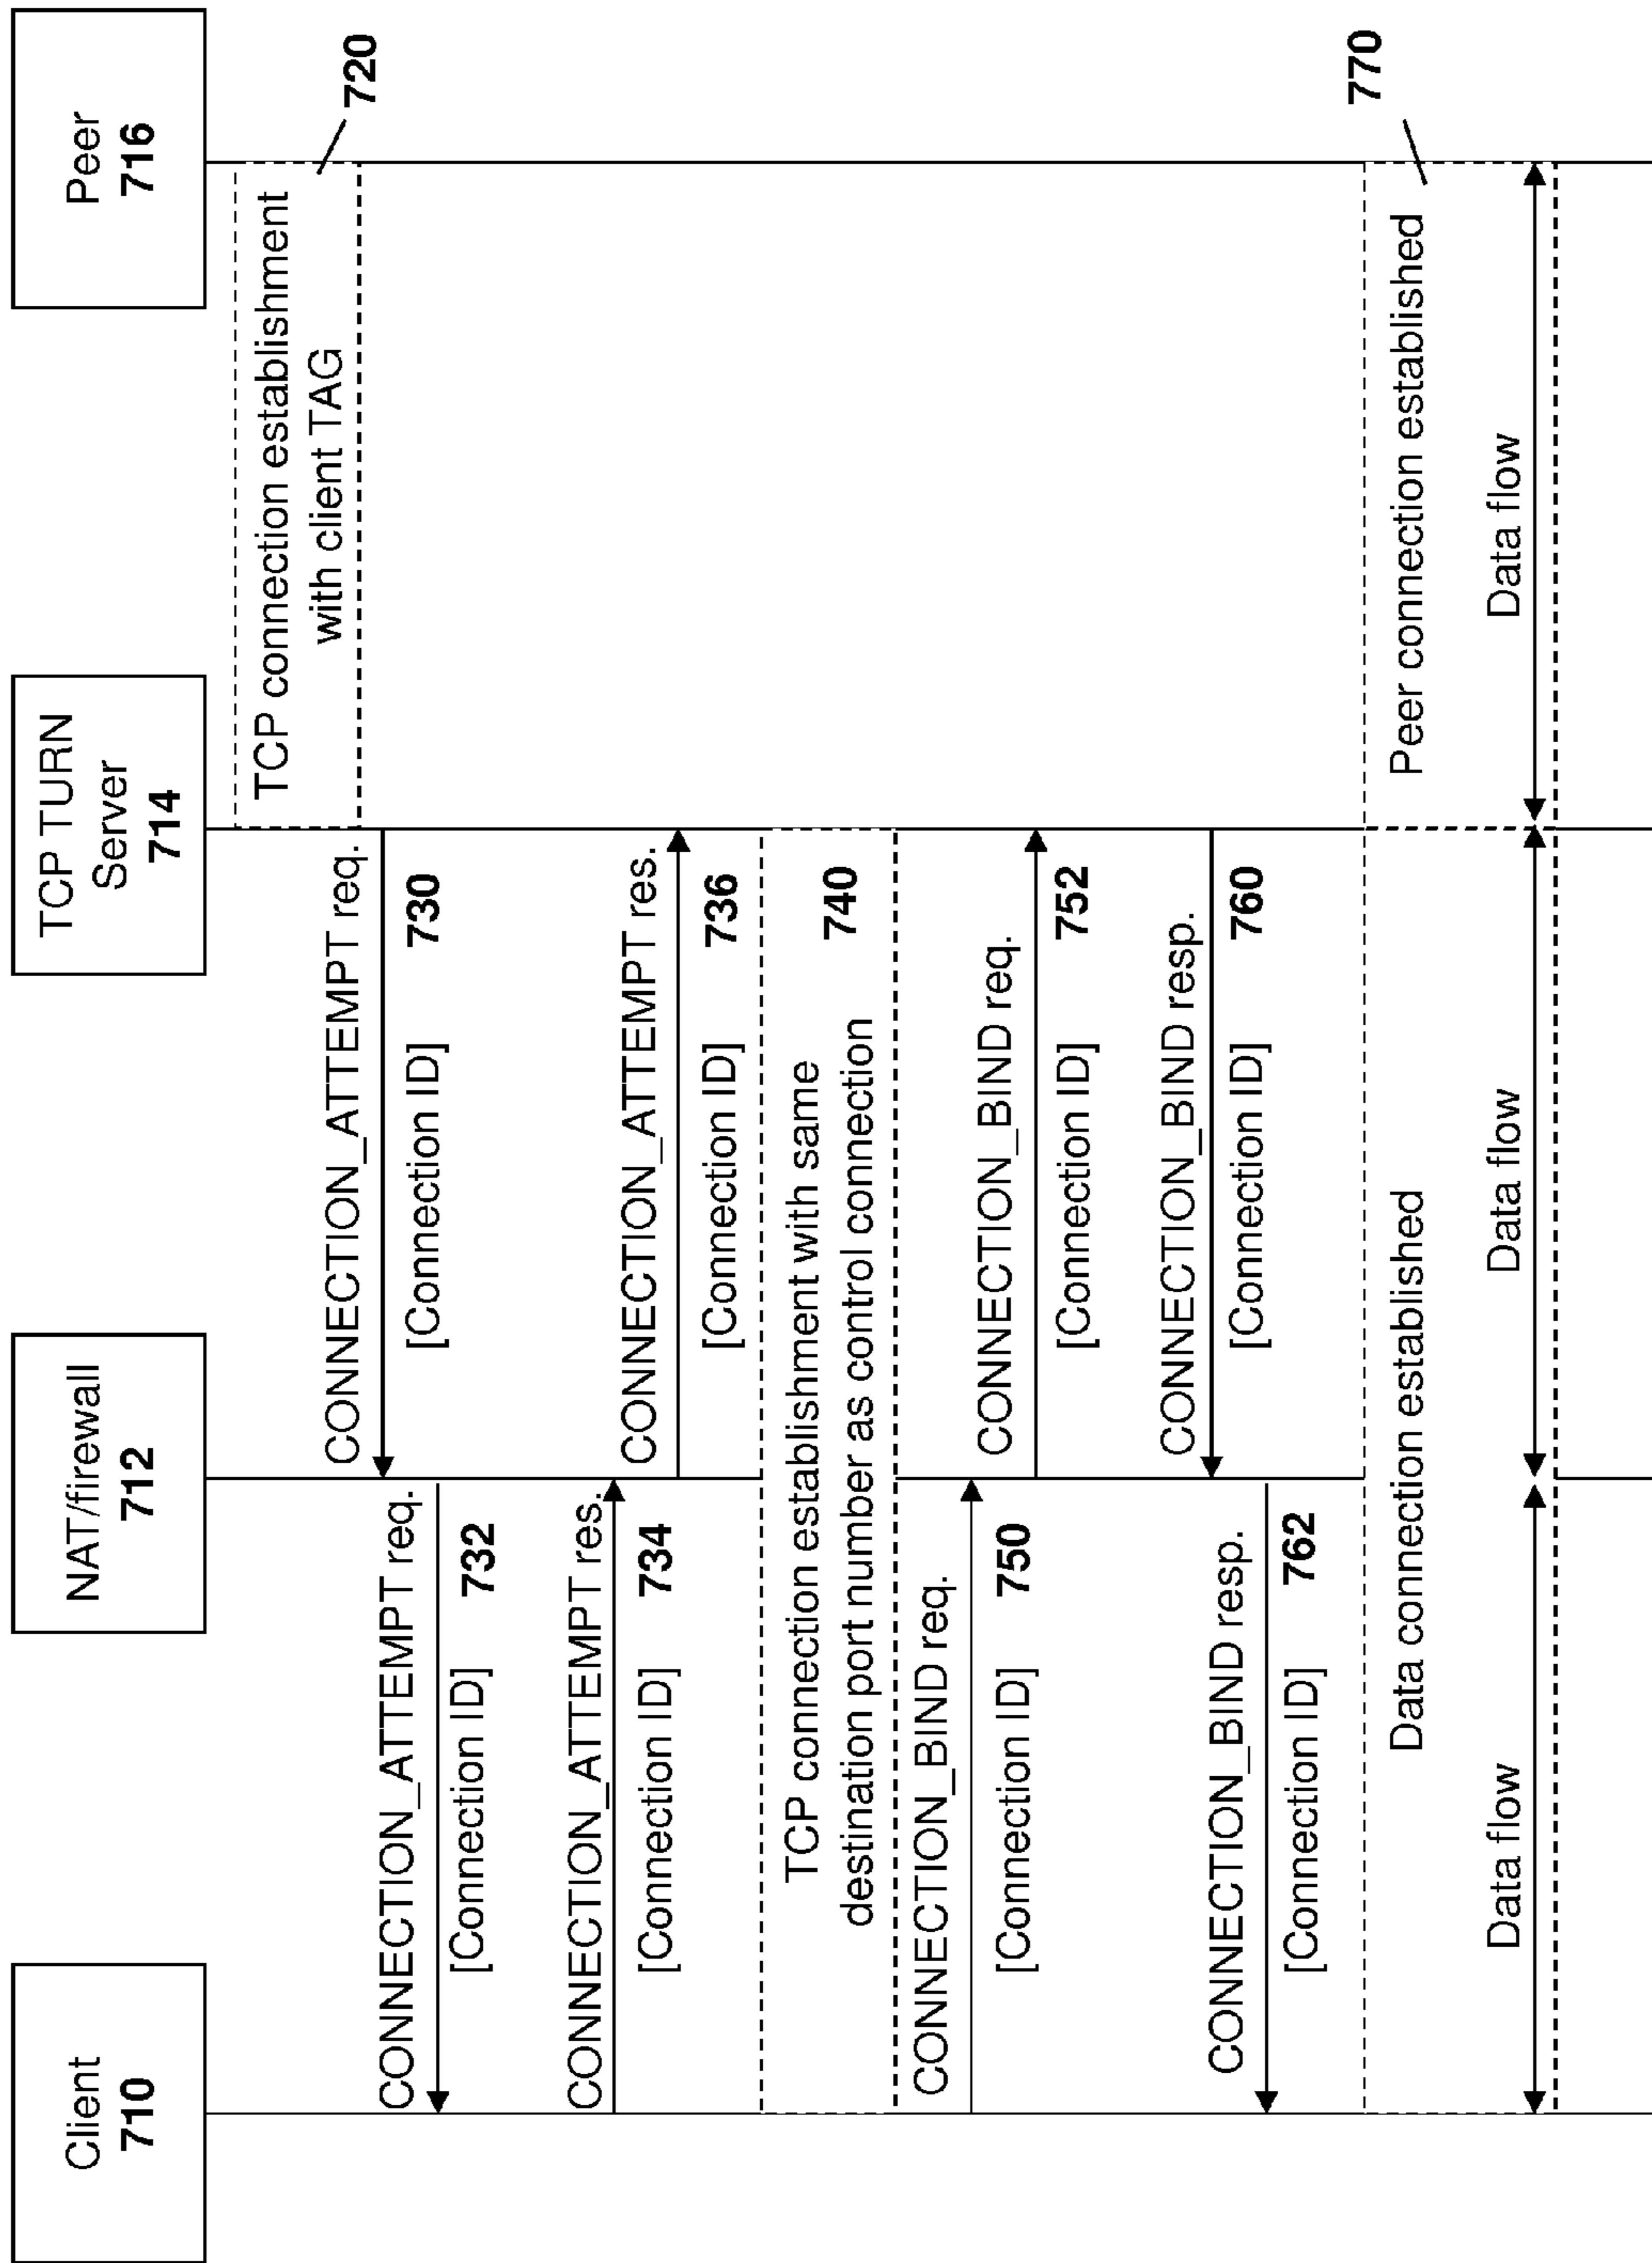 Client
710
NAT/firewall
712
TCP TURN
Server
714
Peer
716
TCP connection establishment
with client TAG
720
CONNECTION_ATTEMPT req.
730
[Connection ID]
CONNECTION_ATTEMPT req.
732
[Connection ID]
CONNECTION_ATTEMPT res.
734
[Connection ID]
CONNECTION_ATTEMPT res.
736
[Connection ID]
TCP connection establishment with same
destination port number as control connection
740
CONNECTION_BIND req.
750
[Connection ID]
CONNECTION_BIND req.
752
[Connection ID]
CONNECTION_BIND resp.
760
[Connection ID]
CONNECTION_BIND resp.
762
[Connection ID]
Data connection established
Peer connection established
770
Data flow
Data flow
Data flow